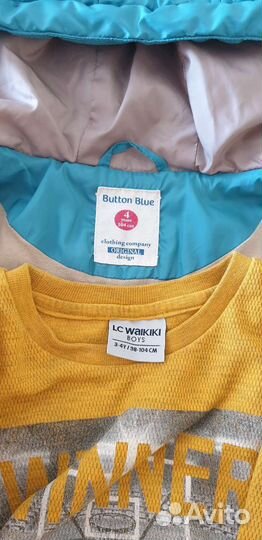 Button Blue
4
years
104 cm
clothing company
ORIGINAL
design
LC WAIKIKI
BOYS
3-4Y / 98-104 CM
WINNER
Avito